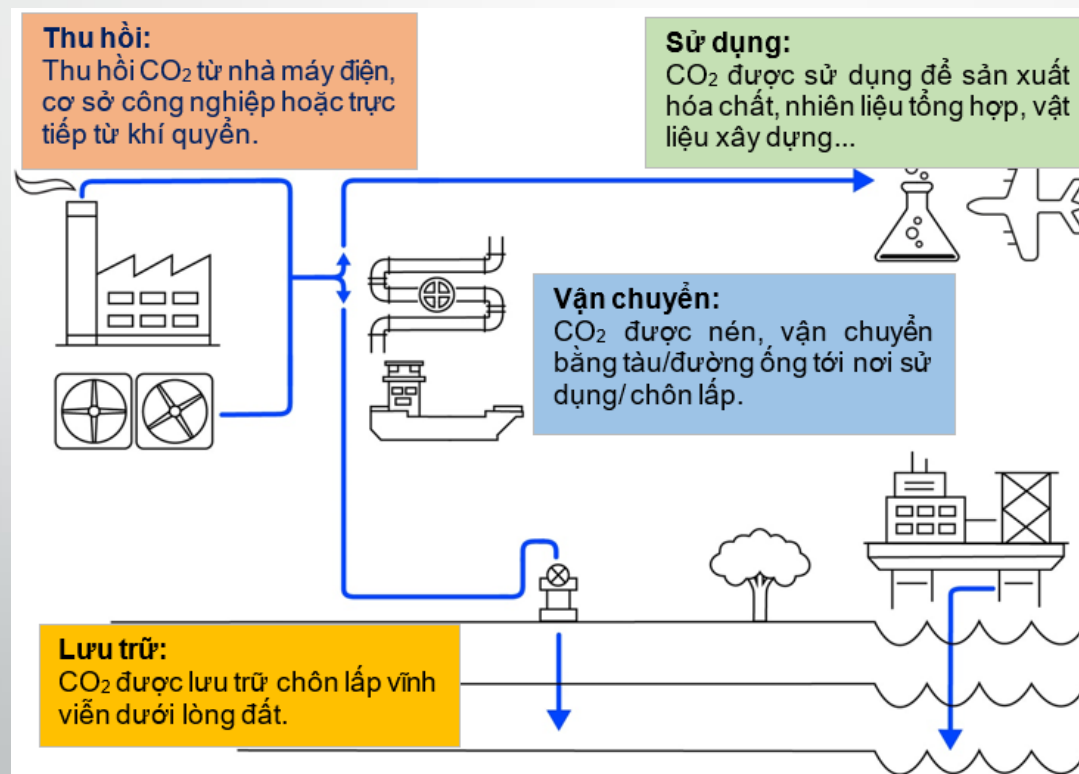 Thu hồi:
Thu hồi CO₂ từ nhà máy điện,
cơ sở công nghiệp hoặc trực
tiếp từ khí quyển.
Sử dụng:
CO₂ được sử dụng để sản xuất
hóa chất, nhiên liệu tổng hợp, vật
liệu xây dựng...
Vận chuyển:
CO₂ được nén, vận chuyển
bằng tàu/đường ống tới nơi sử
dụng/ chôn lấp.
Lưu trữ:
CO₂ được lưu trữ chôn lấp vĩnh
viễn dưới lòng đất.